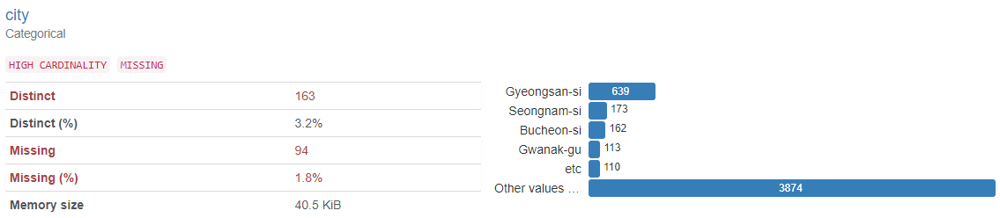 city
Categorical
HIGH CARDINALITY MISSING
Distinct 163
Distinct (%) 3.2%
Missing 94
Missing (%) 1.8%
Memory size 40.5 KiB
Gyeongsan-si 639
Seongnam-si 173
Bucheon-si 162
Gwanak-gu 113
etc 110
Other values … 3874